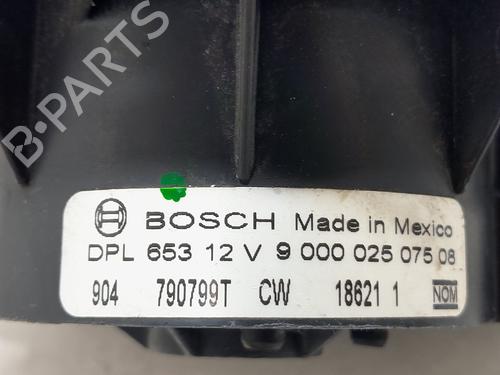 B-PARTS
BOSCH Made in Mexico
DPL 653 12 V 9 000 025 075 08
904 790799T CW 18621 1 NOM